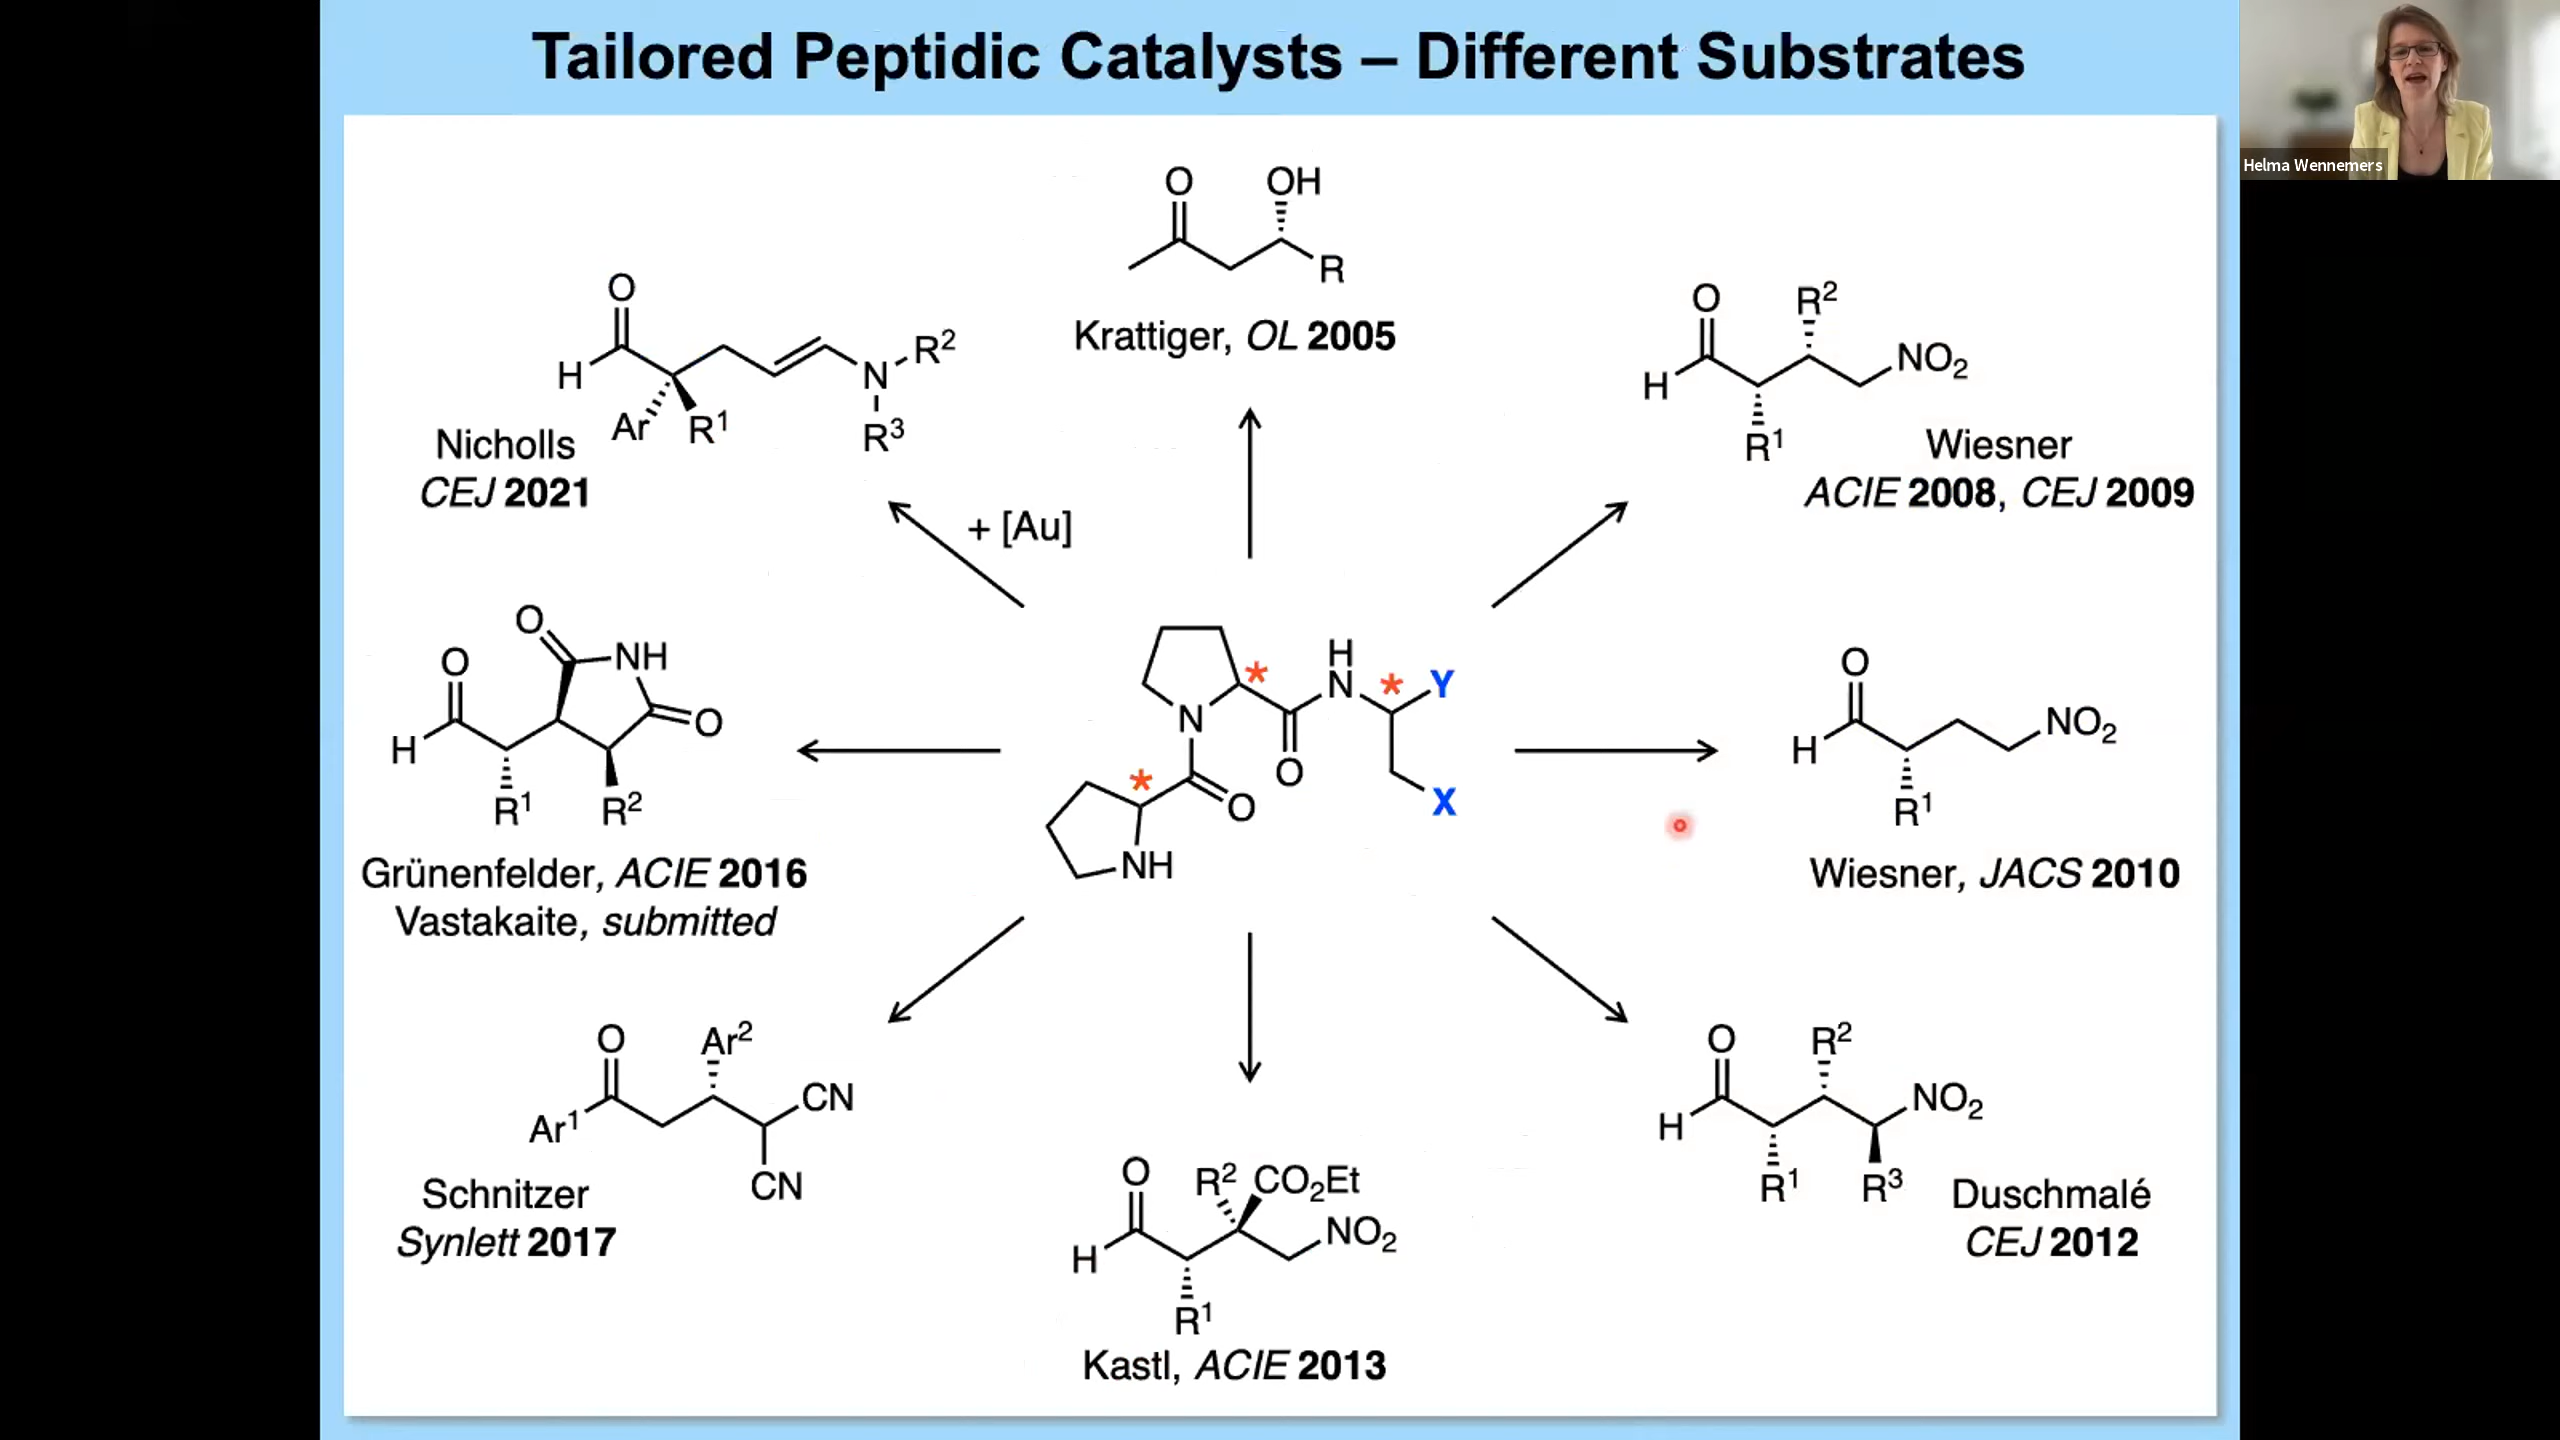 Tailored Peptidic Catalysts – Different Substrates
Helma Wennemers
O
OH
R
Krattiger, OL 2005
O
H
Ar
R¹
N
R²
R³
Nicholls
CEJ 2021
+ [Au]
O
H
R²
R¹
NO₂
Wiesner
ACIE 2008, CEJ 2009
O
O
NH
O
H
R¹
R²
Grünenfelder, ACIE 2016
Vastakaite, submitted
H
N
*
*
Y
N
O
*
O
X
NH
O
H
NO₂
R¹
Wiesner, JACS 2010
O
Ar²
Ar¹
CN
CN
Schnitzer
Synlett 2017
O
R²
CO₂Et
H
NO₂
R¹
Kastl, ACIE 2013
O
R²
NO₂
H
R¹
R³
Duschmalé
CEJ 2012